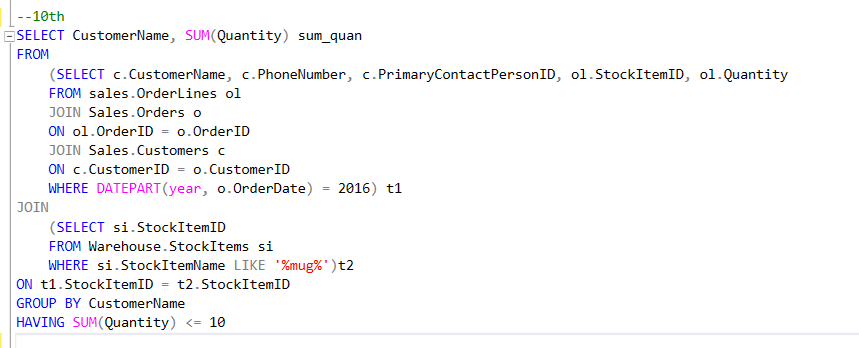 --10th
SELECT CustomerName, SUM(Quantity) sum_quan
FROM
(SELECT c.CustomerName, c.PhoneNumber, c.PrimaryContactPersonID, ol.StockItemID, ol.Quantity
FROM sales.OrderLines ol
JOIN Sales.Orders o
ON ol.OrderID = o.OrderID
JOIN Sales.Customers c
ON c.CustomerID = o.CustomerID
WHERE DATEPART(year, o.OrderDate) = 2016) t1
JOIN
(SELECT si.StockItemID
FROM Warehouse.StockItems si
WHERE si.StockItemName LIKE '%mug%')t2
ON t1.StockItemID = t2.StockItemID
GROUP BY CustomerName
HAVING SUM(Quantity) <= 10